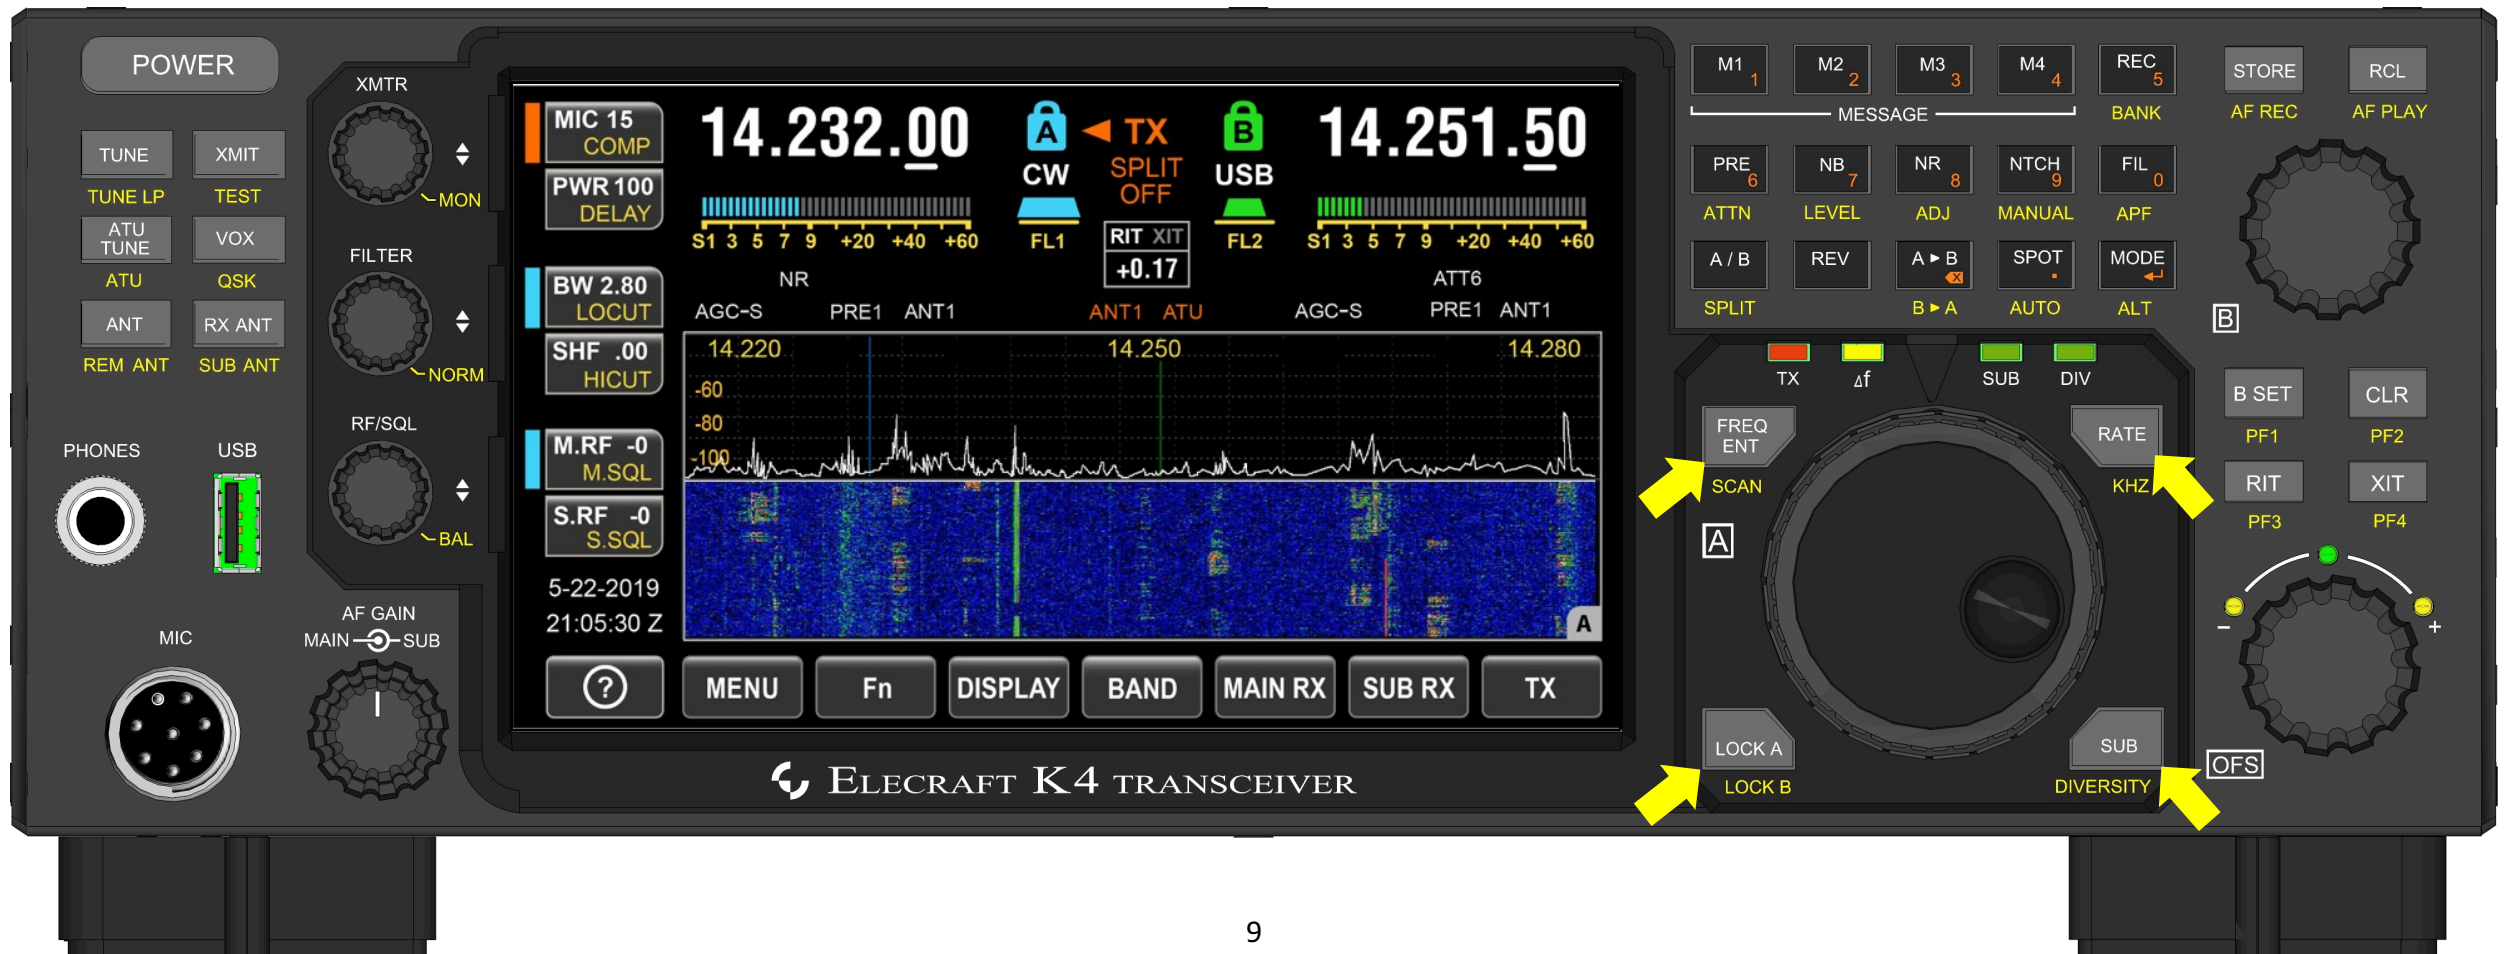 POWER
XMTR
TUNE XMIT
TUNE LP TEST
MON
ATU
TUNE
VOX
FILTER
ATU QSK
ANT RX ANT
REM ANT SUB ANT
NORM
RF/SQL
PHONES USB
BAL
AF GAIN
MAIN SUB
MIC
MIC 15
COMP
PWR 100
DELAY
BW 2.80
LOCUT
SHF .00
HICUT
M.RF -0
M.SQL
S.RF -0
S.SQL
5-22-2019
21:05:30 Z
14.232.00 A TX B 14.251.50
CW SPLIT USB
OFF
S1 3 5 7 9 +20 +40 +60 FL1 RIT XIT FL2 S1 3 5 7 9 +20 +40 +60
+0.17
NR ATT6
AGC-S PRE1 ANT1 ANT1 ATU AGC-S PRE1 ANT1
14.220 14.250 14.280
-60
-80
-100
A
? MENU Fn DISPLAY BAND MAIN RX SUB RX TX
ELECRAFT K4 TRANSCEIVER
M1 1 M2 2 M3 3 M4 4 REC 5 STORE RCL
MESSAGE BANK AF REC AF PLAY
PRE 6 NB 7 NR 8 NTCH 9 FIL 0
ATTN LEVEL ADJ MANUAL APF
A / B REV A ▸ B SPOT . MODE
SPLIT B ▸ A AUTO ALT
B
TX Δf SUB DIV
FREQ
ENT
RATE
SCAN KHZ
A
B SET CLR
PF1 PF2
RIT XIT
PF3 PF4
− +
LOCK A SUB
LOCK B DIVERSITY
OFS
9